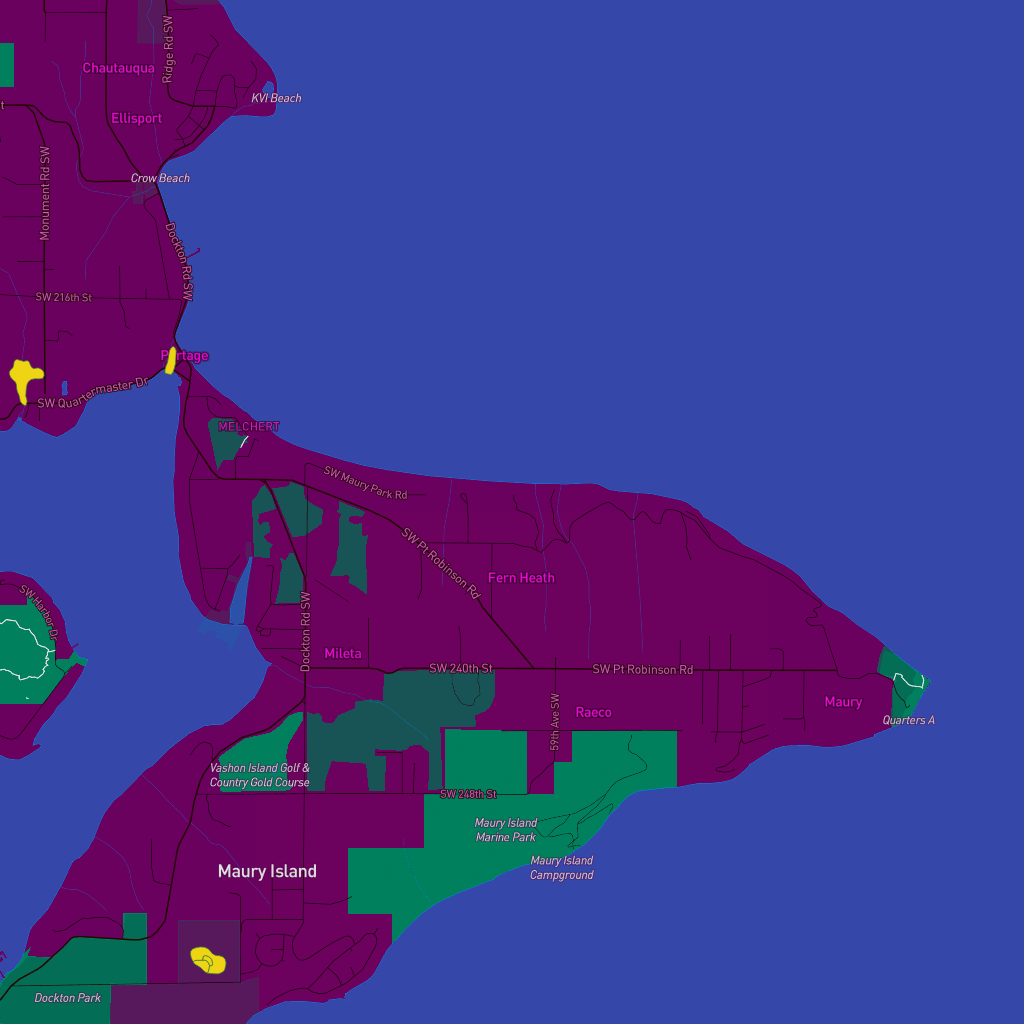 Ridge Rd SW
Chautauqua
KVI Beach
Ellisport
Crow Beach
Monument Rd SW
Dockton Rd SW
SW 216th St
Portage
SW Quartermaster Dr
MELCHERT
SW Maury Park Rd
SW Pt Robinson Rd
Fern Heath
SW Harbor Dr
Dockton Rd SW
Mileta
SW 240th St
SW Pt Robinson Rd
Maury
Raeco
59th Ave SW
Quarters A
Vashon Island Golf &
Country Gold Course
SW 248th St
Maury Island
Marine Park
Maury Island
Campground
Maury Island
Dockton Park